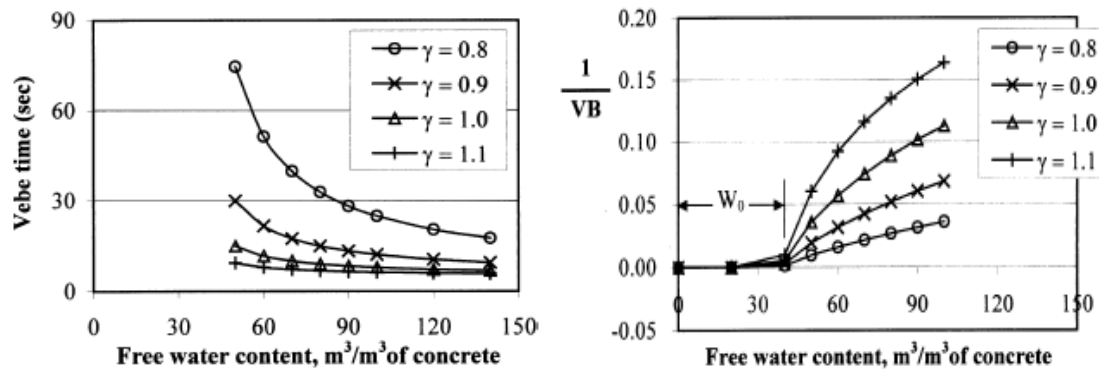 90
60
30
0
Vebe time (sec)
γ = 0.8
γ = 0.9
γ = 1.0
γ = 1.1
0 30 60 90 120 150
Free water content, m³/m³of concrete
0.20
0.15
0.10
0.05
0.00
-0.05
1
VB
W₀
γ = 0.8
γ = 0.9
γ = 1.0
γ = 1.1
0 30 60 90 120 150
Free water content, m³/m³of concrete